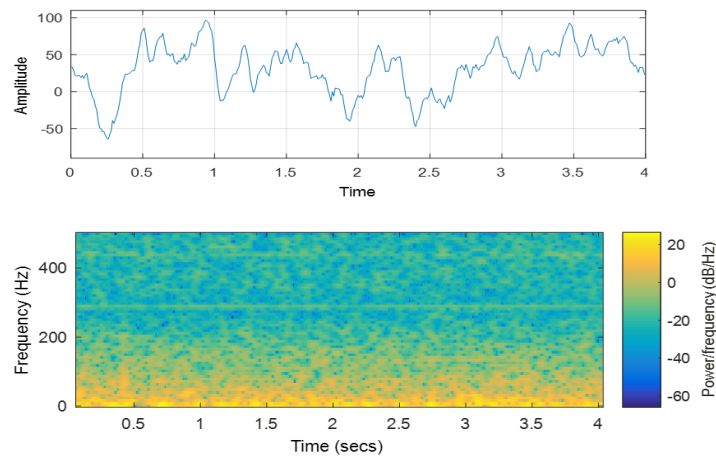 100
50
0
-50
Amplitude
0 0.5 1 1.5 2 2.5 3 3.5 4
Time
400
200
0
Frequency (Hz)
0.5 1 1.5 2 2.5 3 3.5 4
Time (secs)
20
0
-20
-40
-60
Power/frequency (dB/Hz)